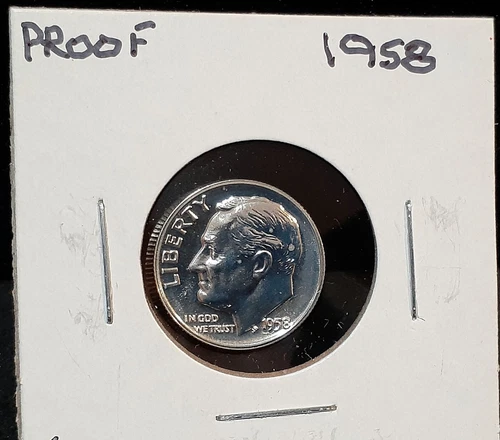 PROOF 1958
LIBERTY
IN GOD
WE TRUST 1958